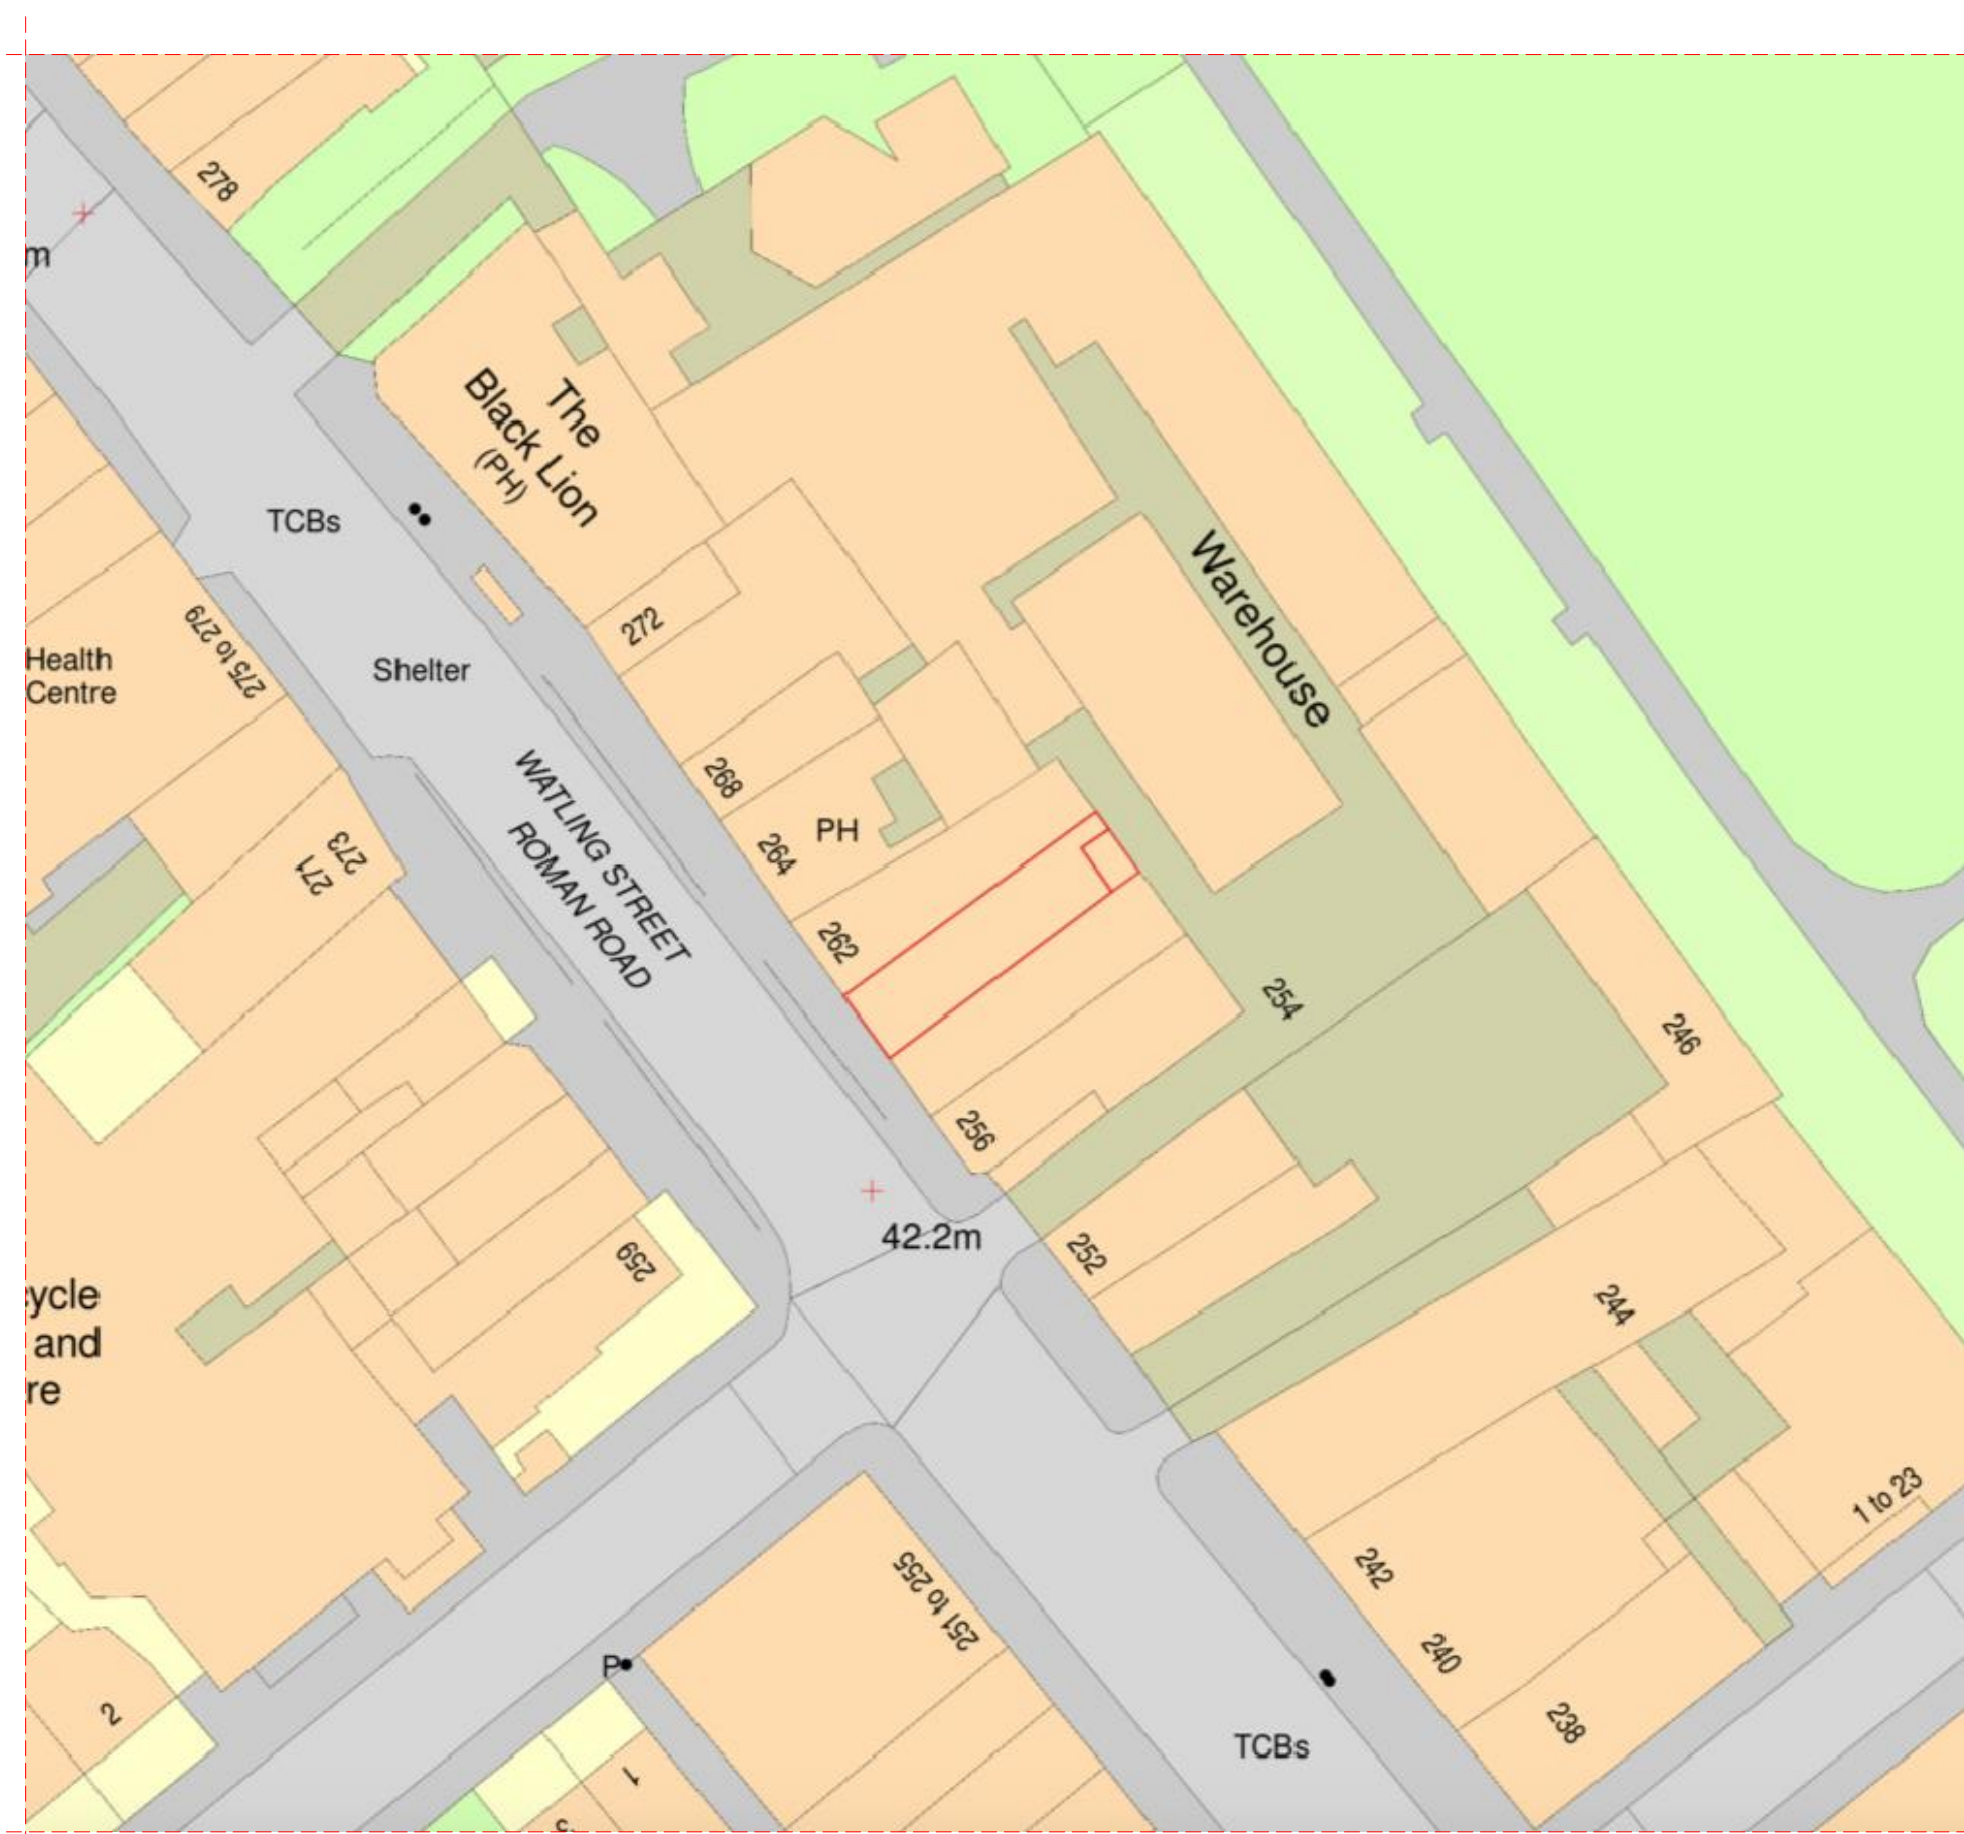 278
m
The
Black Lion
(PH)
TCBs
272
275 to 279
Health
Centre
Shelter
Warehouse
268
WATLING STREET
ROMAN ROAD
PH
264
273
271
262
254
246
256
42.2m
252
259
ycle
and
re
244
1 to 23
242
251 to 255
240
P
238
2
TCBs
1